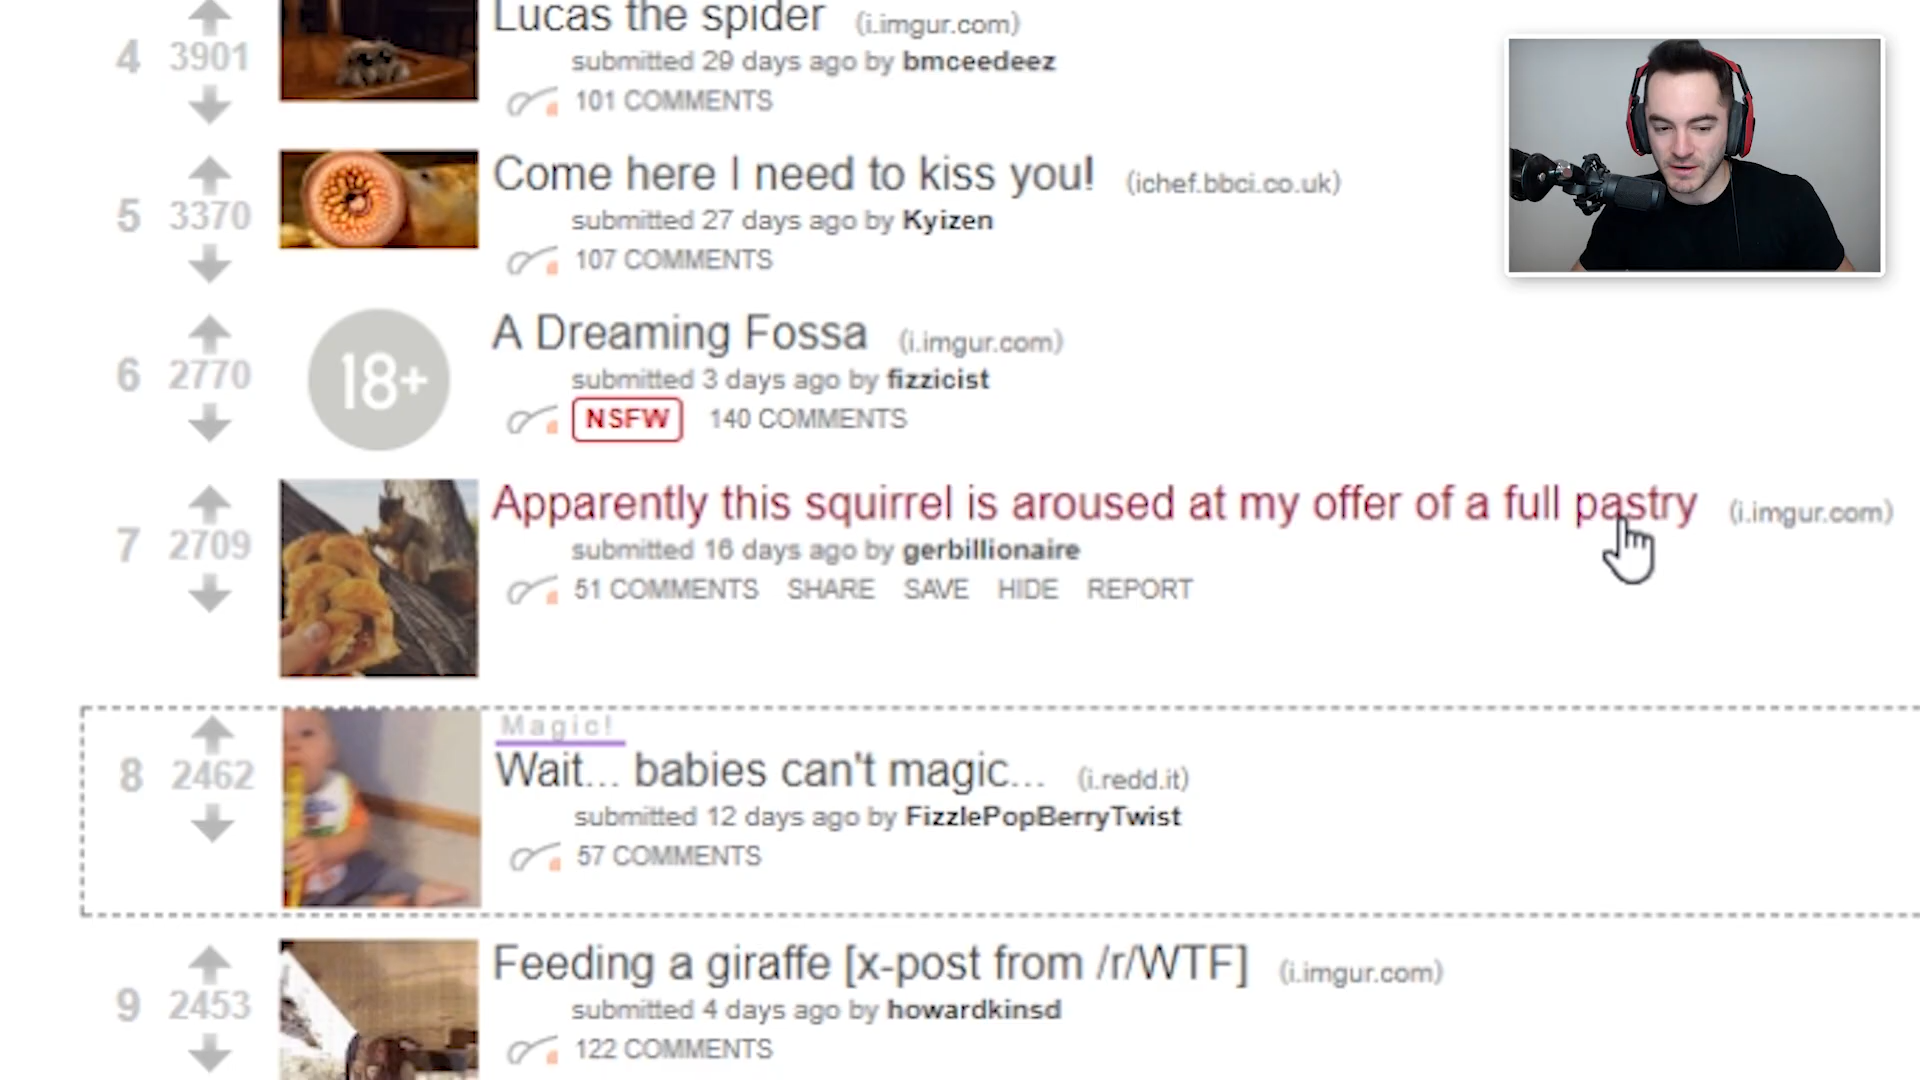 4 3901 Lucas the spider (i.imgur.com)
submitted 29 days ago by bmceedeez
101 COMMENTS
5 3370 Come here I need to kiss you! (ichef.bbci.co.uk)
submitted 27 days ago by Kyizen
107 COMMENTS
6 2770 18+ A Dreaming Fossa (i.imgur.com)
submitted 3 days ago by fizzicist
NSFW 140 COMMENTS
7 2709 Apparently this squirrel is aroused at my offer of a full pastry (i.imgur.com)
submitted 16 days ago by gerbillionaire
51 COMMENTS SHARE SAVE HIDE REPORT
Magic!
8 2462 Wait... babies can't magic... (i.redd.it)
submitted 12 days ago by FizzlePopBerryTwist
57 COMMENTS
9 2453 Feeding a giraffe [x-post from /r/WTF] (i.imgur.com)
submitted 4 days ago by howardkinsd
122 COMMENTS